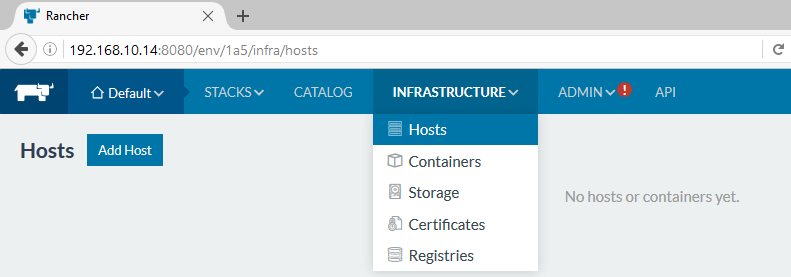 Rancher
192.168.10.14:8080/env/1a5/infra/hosts
Default STACKS CATALOG INFRASTRUCTURE ADMIN ! API
Hosts Add Host
Hosts
Containers
Storage
Certificates
Registries
No hosts or containers yet.